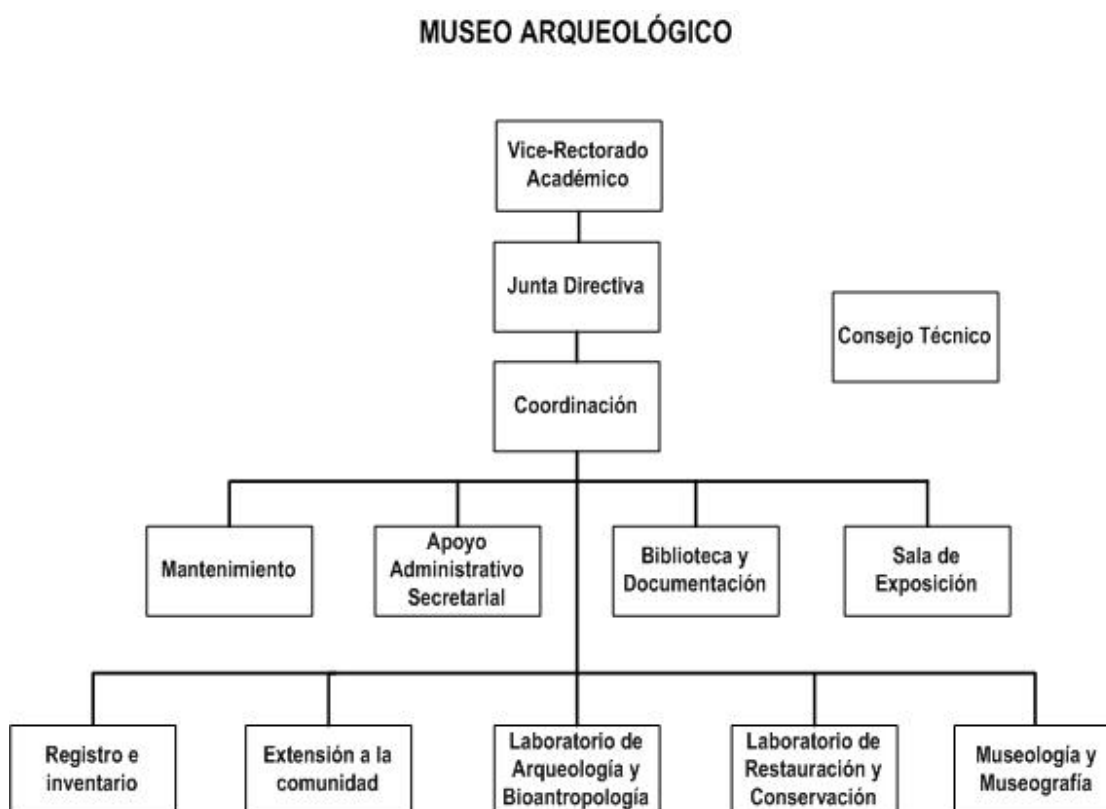 MUSEO ARQUEOLÓGICO
Vice-Rectorado
Académico
Junta Directiva
Consejo Técnico
Coordinación
Mantenimiento
Apoyo
Administrativo
Secretarial
Biblioteca y
Documentación
Sala de
Exposición
Registro e
inventario
Extensión a la
comunidad
Laboratorio de
Arqueología y
Bioantropología
Laboratorio de
Restauración y
Conservación
Museología y
Museografía